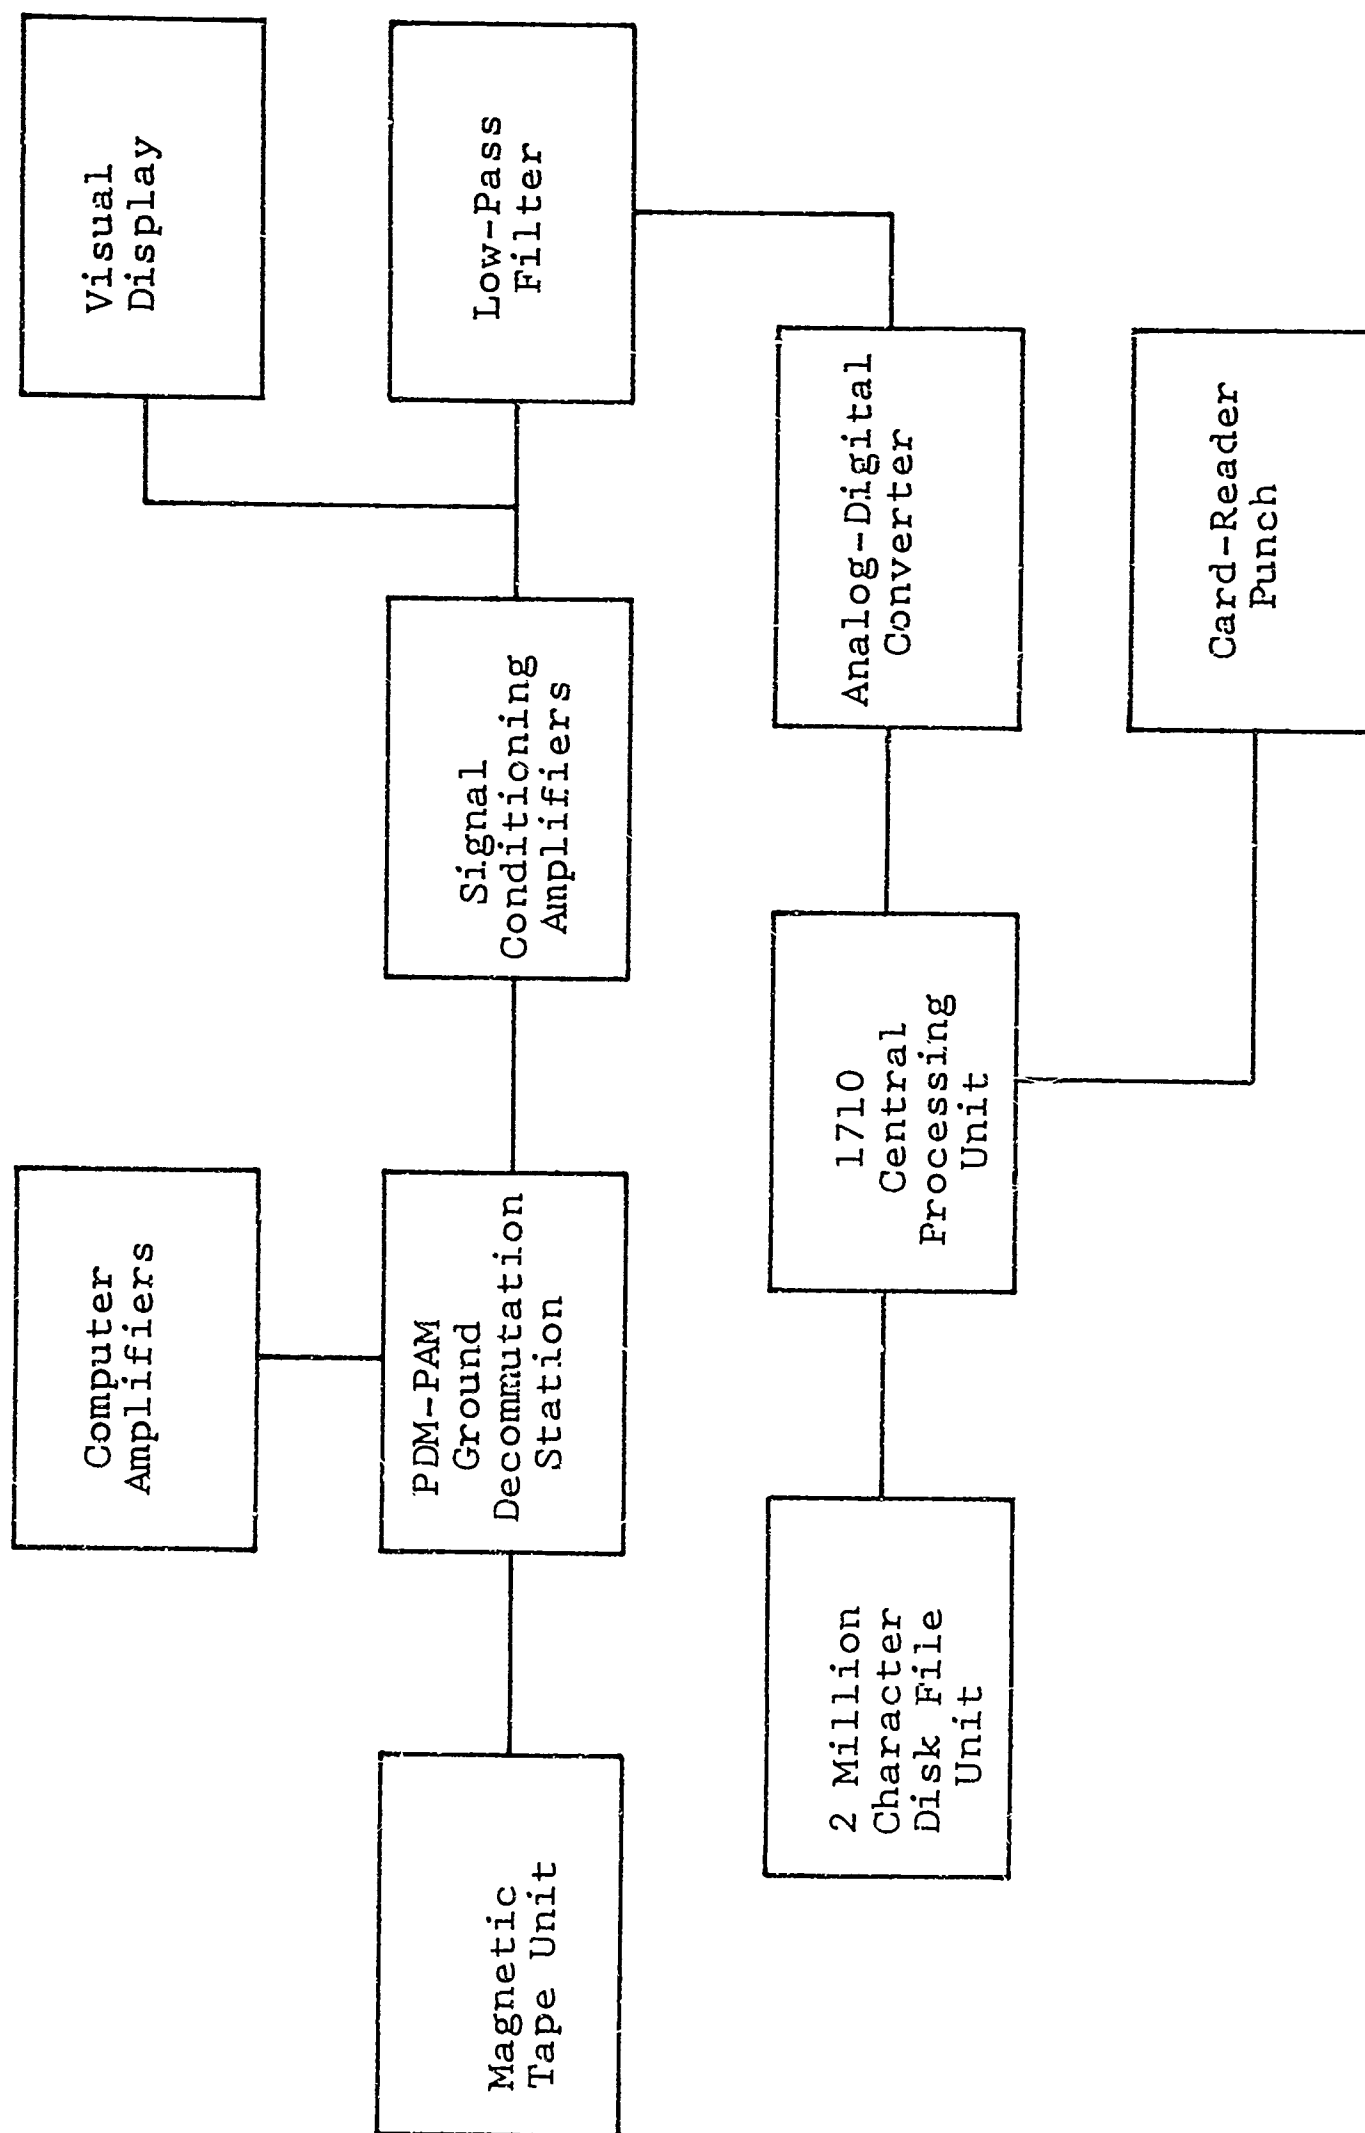 Computer
Amplifiers
Visual
Display
Magnetic
Tape Unit
PDM-PAM
Ground
Decommutation
Station
Signal
Conditioning
Amplifiers
Low-Pass
Filter
2 Million
Character
Disk File
Unit
1710
Central
Processing
Unit
Analog-Digital
Converter
Card-Reader
Punch